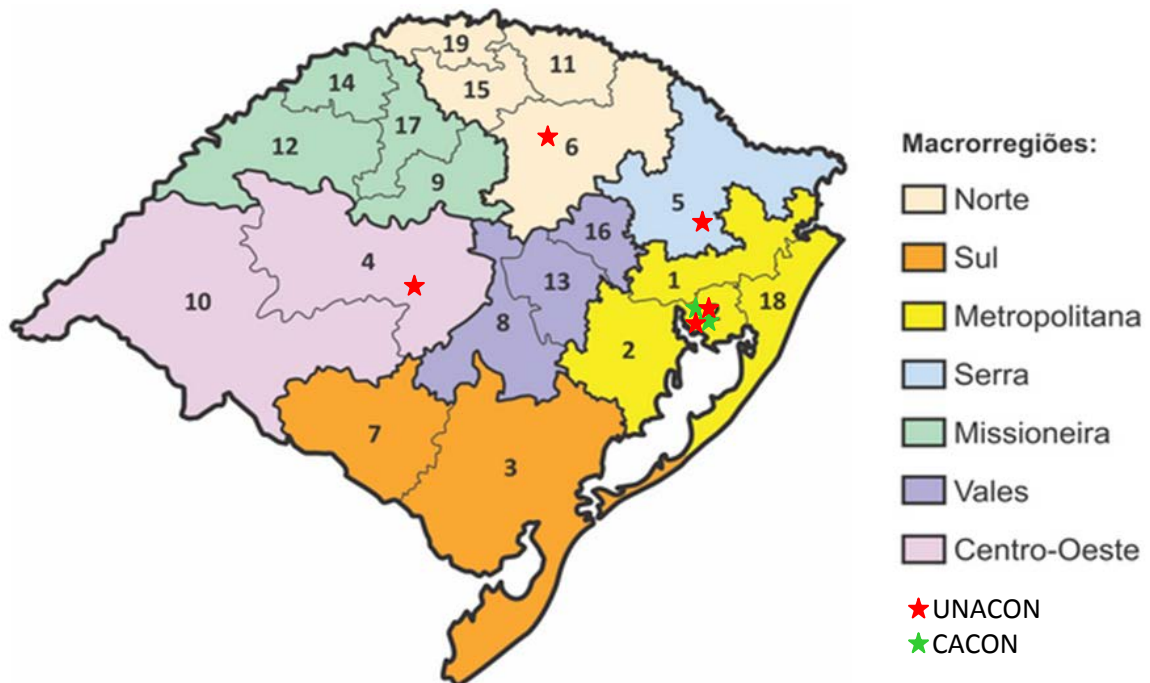 19
11
14
15
17
12
6
9
5
16
4
13
1
10
18
8
2
7
3
Macrorregiões:
Norte
Sul
Metropolitana
Serra
Missioneira
Vales
Centro-Oeste
UNACON
CACON